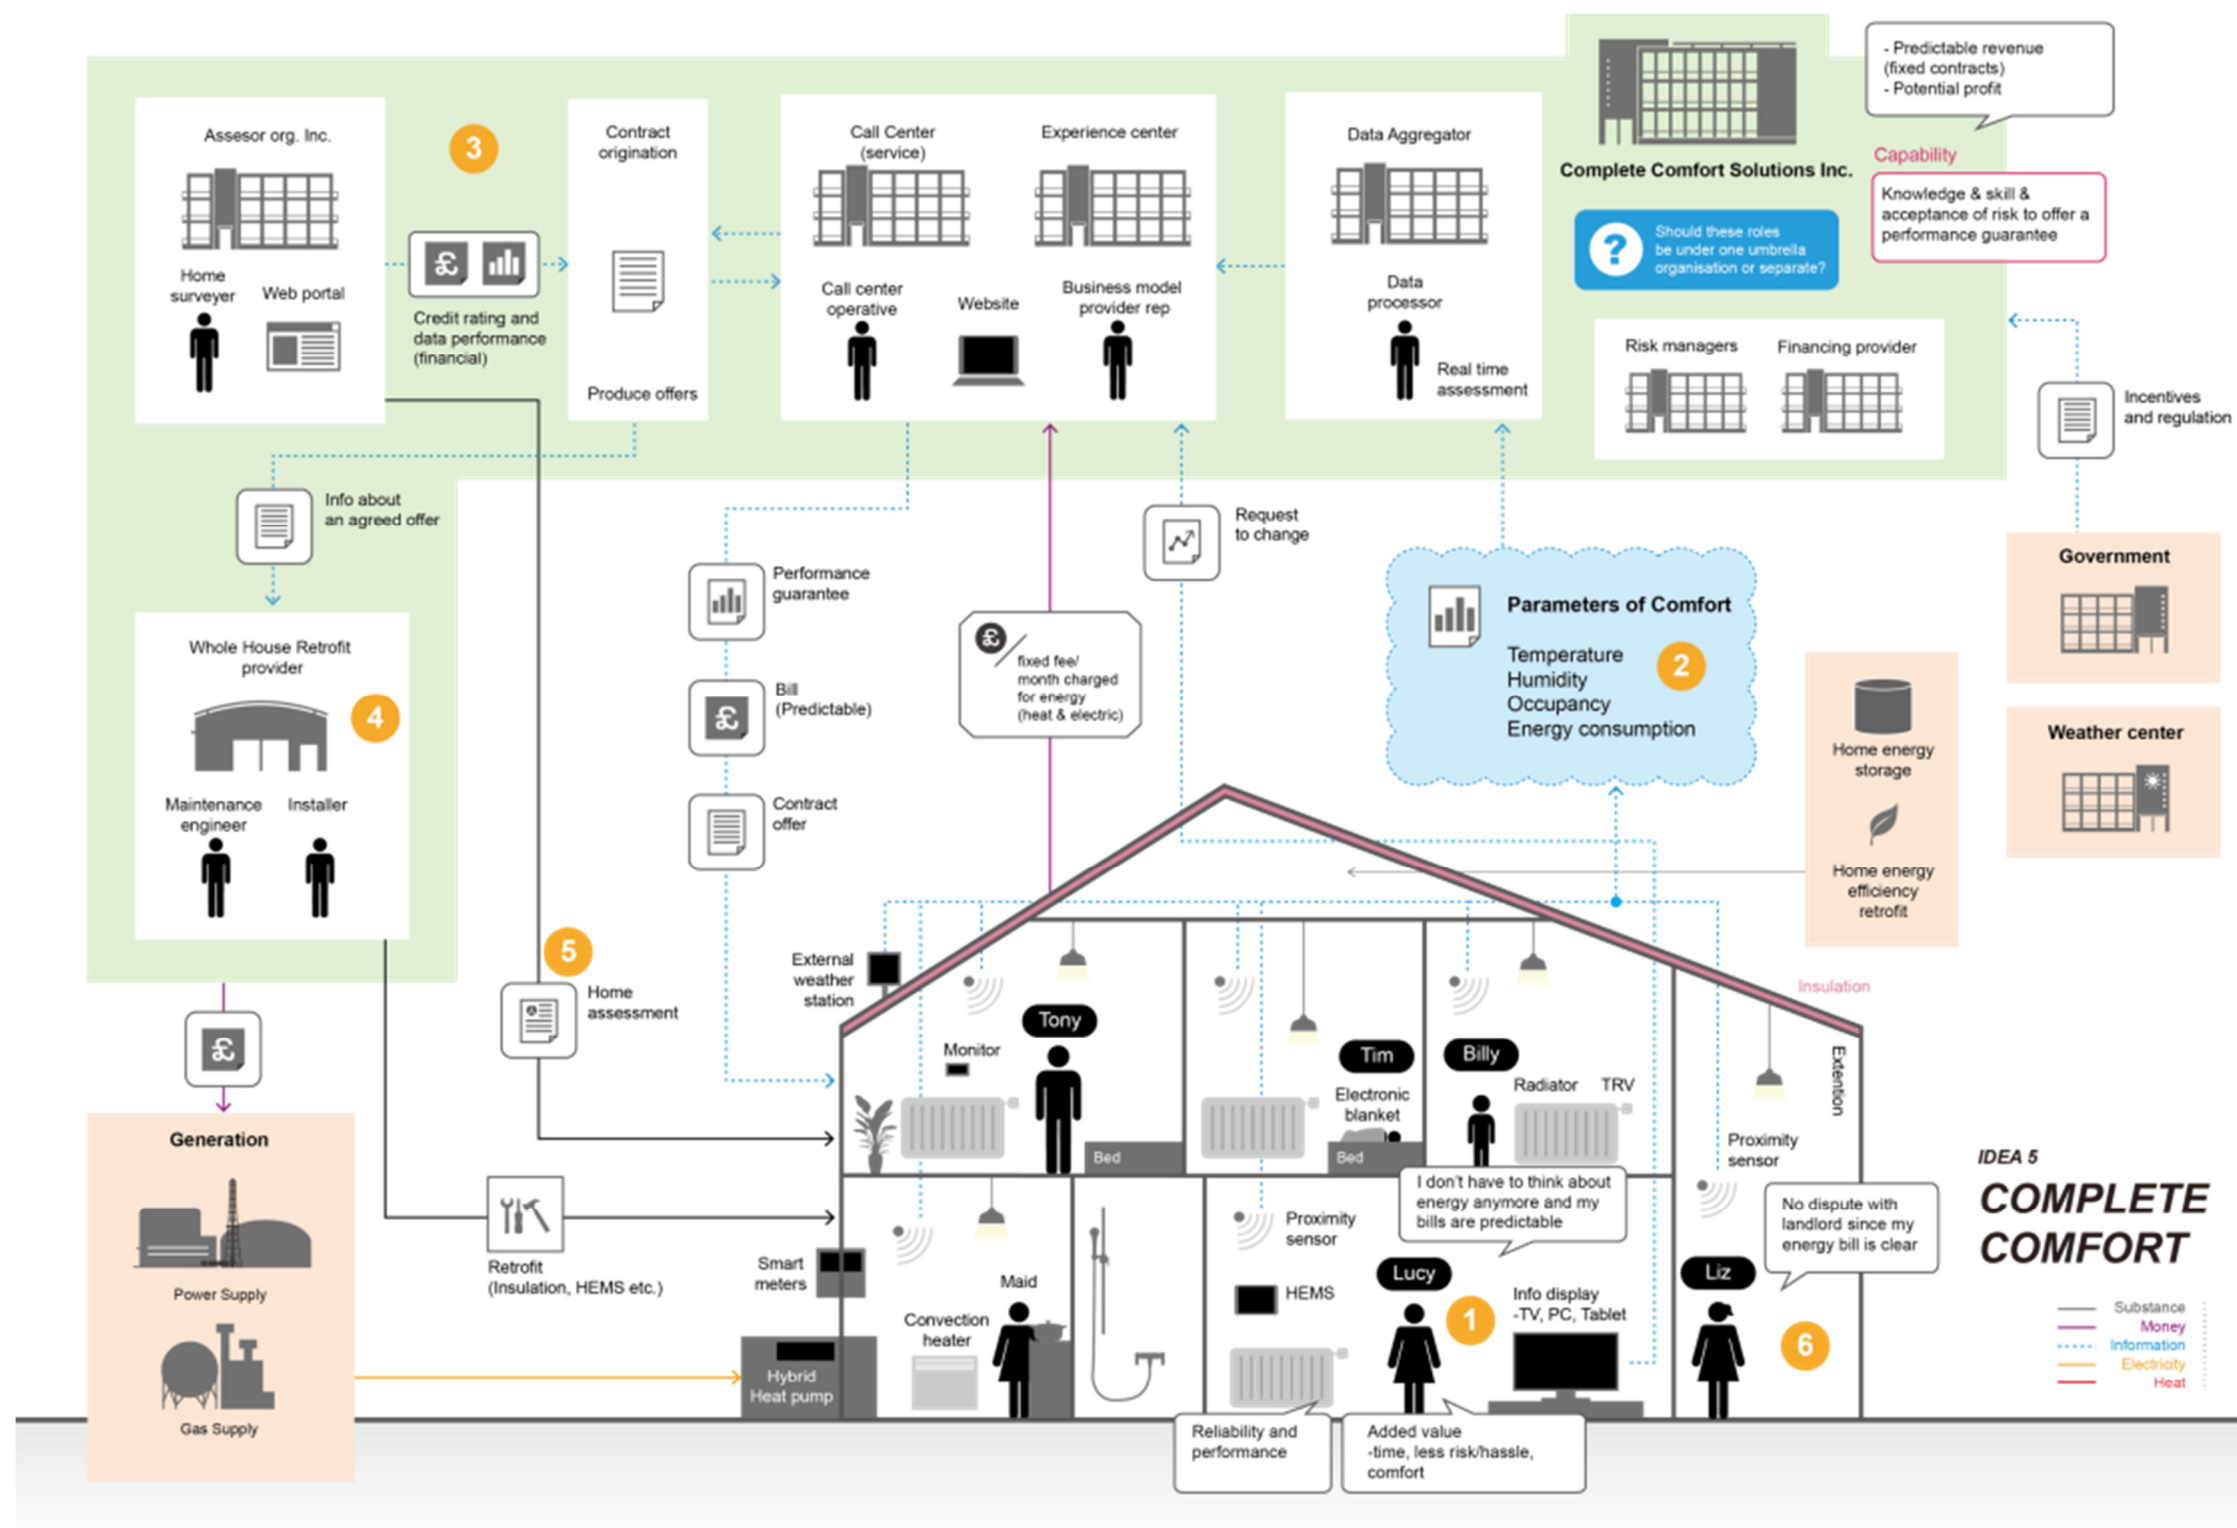 - Predictable revenue
(fixed contracts)
- Potential profit
Assesor org. Inc.
3
Contract
origination
Call Center
(service)
Experience center
Data Aggregator
Complete Comfort Solutions Inc.
Capability
Knowledge & skill &
acceptance of risk to offer a
performance guarantee
?
Should these roles
be under one umbrella
organisation or separate?
Home
surveyer
Web portal
£
Credit rating and
data performance
(financial)
Produce offers
Call center
operative
Website
Business model
provider rep
Data
processor
Real time
assessment
Risk managers
Financing provider
Incentives
and regulation
Info about
an agreed offer
Request
to change
Performance
guarantee
Government
Parameters of Comfort
Temperature
Humidity
Occupancy
Energy consumption
2
£
fixed fee/
month charged
for energy
(heat & electric)
Whole House Retrofit
provider
4
£
Bill
(Predictable)
Weather center
Home energy
storage
Maintenance
engineer
Installer
Contract
offer
Home energy
efficiency
retrofit
5
Home
assessment
External
weather
station
Insulation
£
Monitor
Tony
Tim
Billy
Extention
Electronic
blanket
Radiator
TRV
Bed
Bed
Proximity
sensor
Generation
Power Supply
Gas Supply
Retrofit
(Insulation, HEMS etc.)
I don't have to think about
energy anymore and my
bills are predictable
No dispute with
landlord since my
energy bill is clear
Proximity
sensor
Smart
meters
Maid
HEMS
Lucy
1
Info display
-TV, PC, Tablet
Liz
6
Convection
heater
Hybrid
Heat pump
Reliability and
performance
Added value
-time, less risk/hassle,
comfort
IDEA 5
COMPLETE
COMFORT
Substance
Money
Information
Electricity
Heat